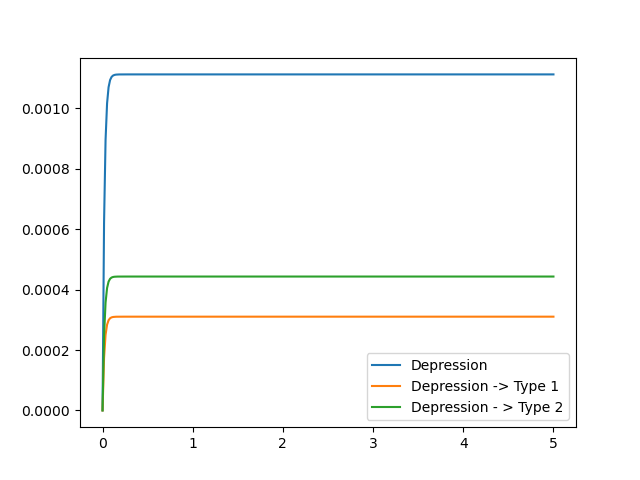 0.0010
0.0008
0.0006
0.0004
0.0002
0.0000
Depression
Depression -> Type 1
Depression - > Type 2
0 1 2 3 4 5